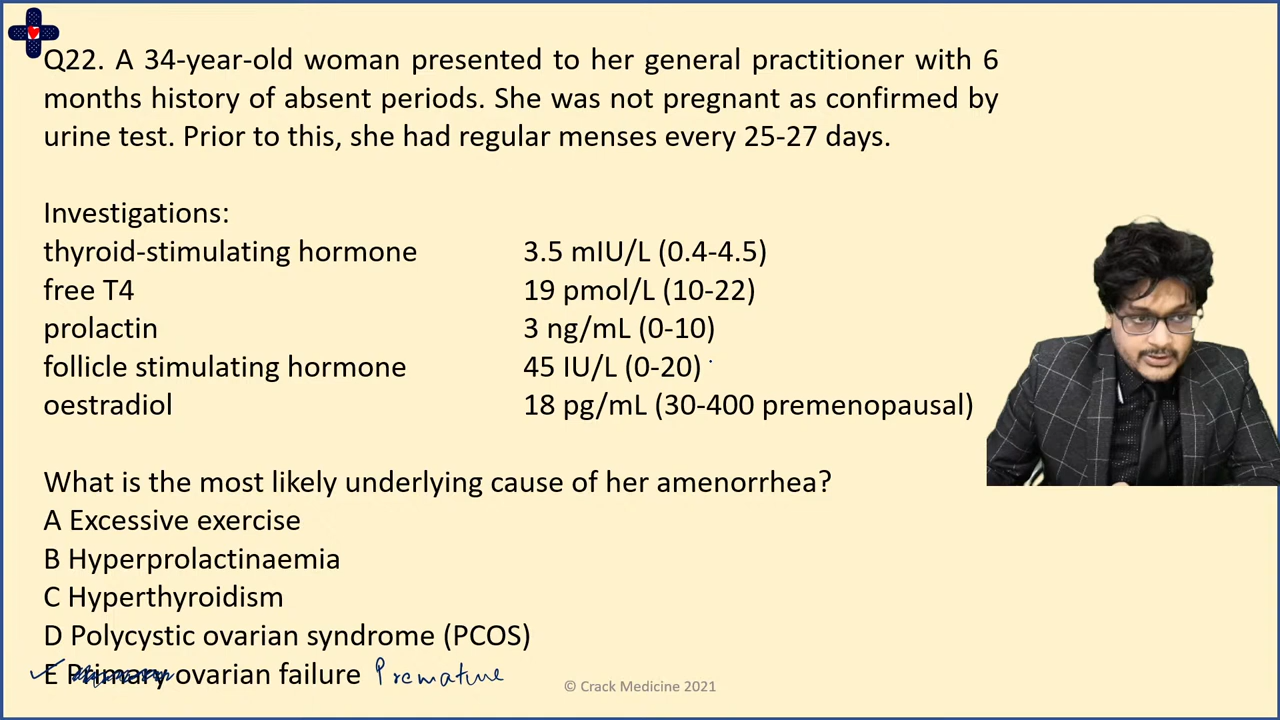 Q22. A 34-year-old woman presented to her general practitioner with 6
months history of absent periods. She was not pregnant as confirmed by
urine test. Prior to this, she had regular menses every 25-27 days.
Investigations:
thyroid-stimulating hormone 3.5 mIU/L (0.4-4.5)
free T4 19 pmol/L (10-22)
prolactin 3 ng/mL (0-10)
follicle stimulating hormone 45 IU/L (0-20)
oestradiol 18 pg/mL (30-400 premenopausal)
What is the most likely underlying cause of her amenorrhea?
A Excessive exercise
B Hyperprolactinaemia
C Hyperthyroidism
D Polycystic ovarian syndrome (PCOS)
E Primary ovarian failure Premature
© Crack Medicine 2021